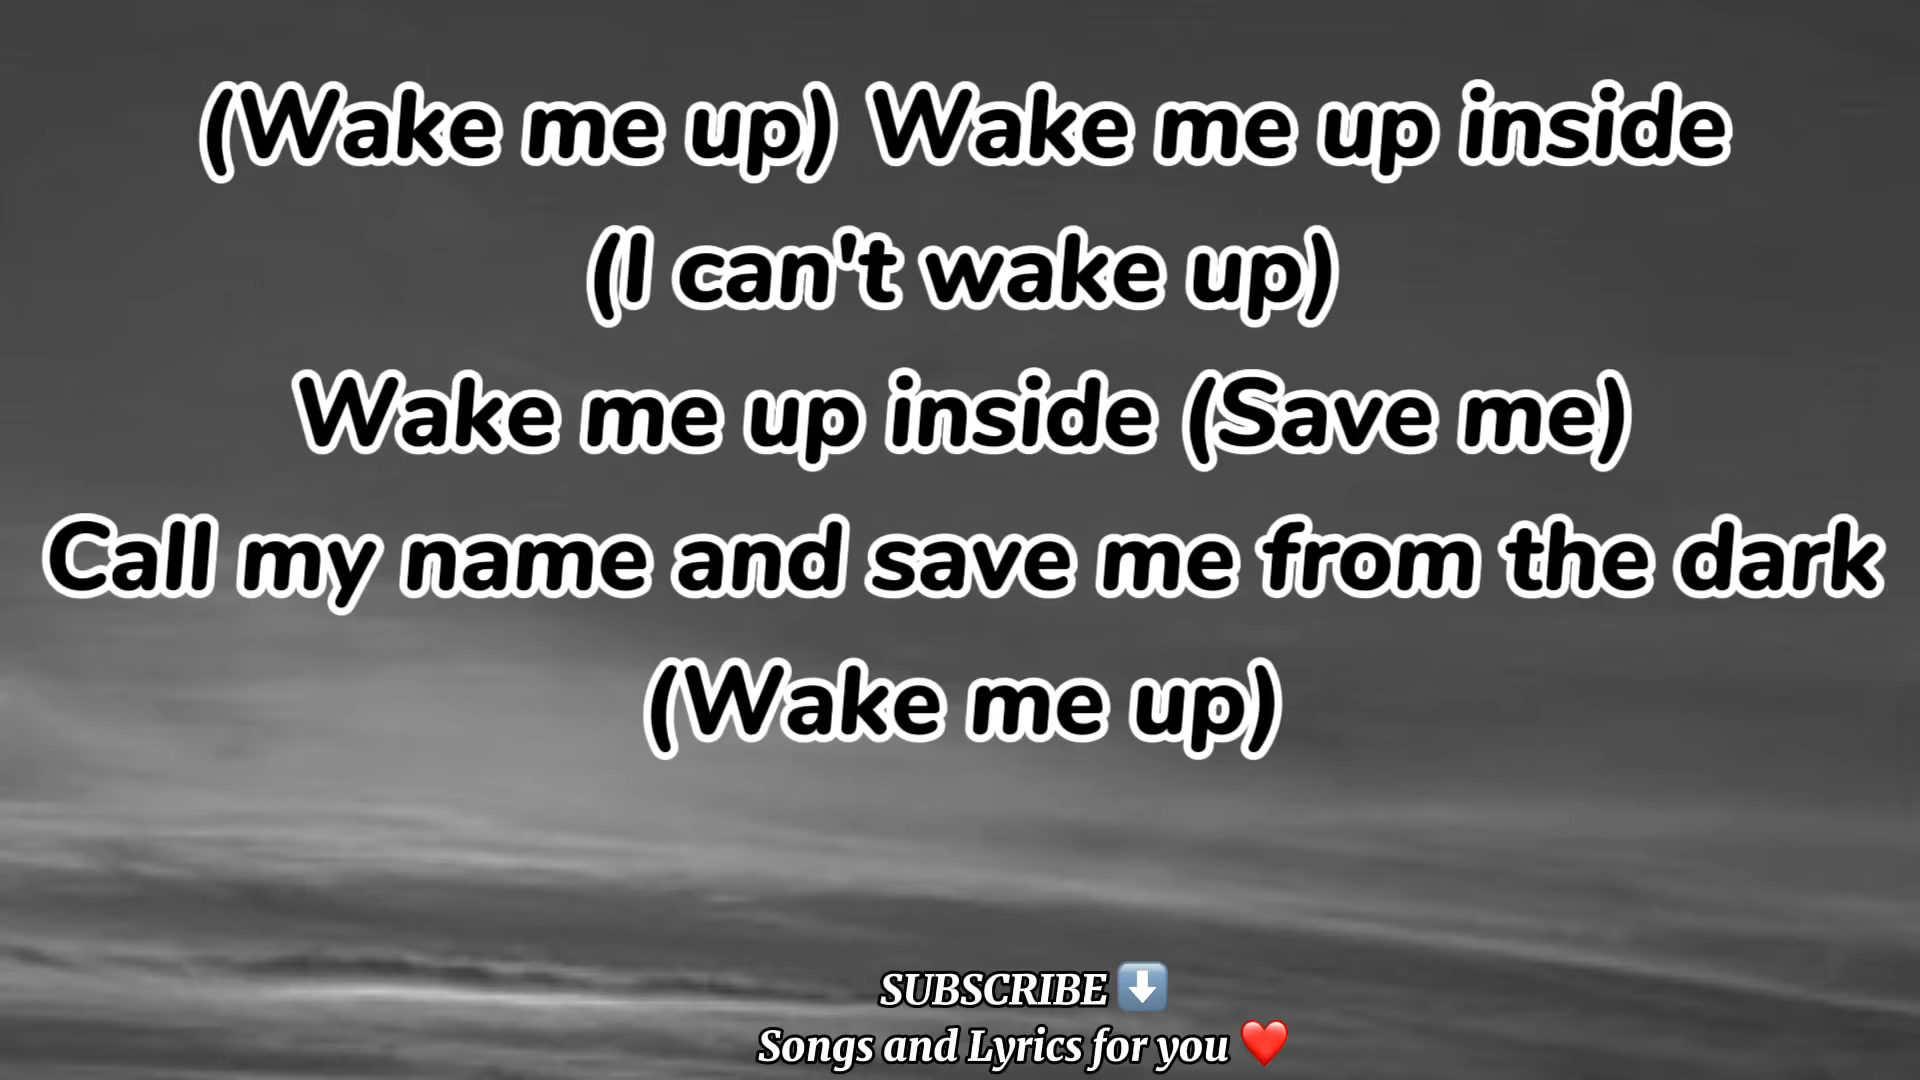 (Wake me up) Wake me up inside
(I can't wake up)
Wake me up inside (Save me)
Call my name and save me from the dark
(Wake me up)
SUBSCRIBE ⬇️
Songs and Lyrics for you ❤️